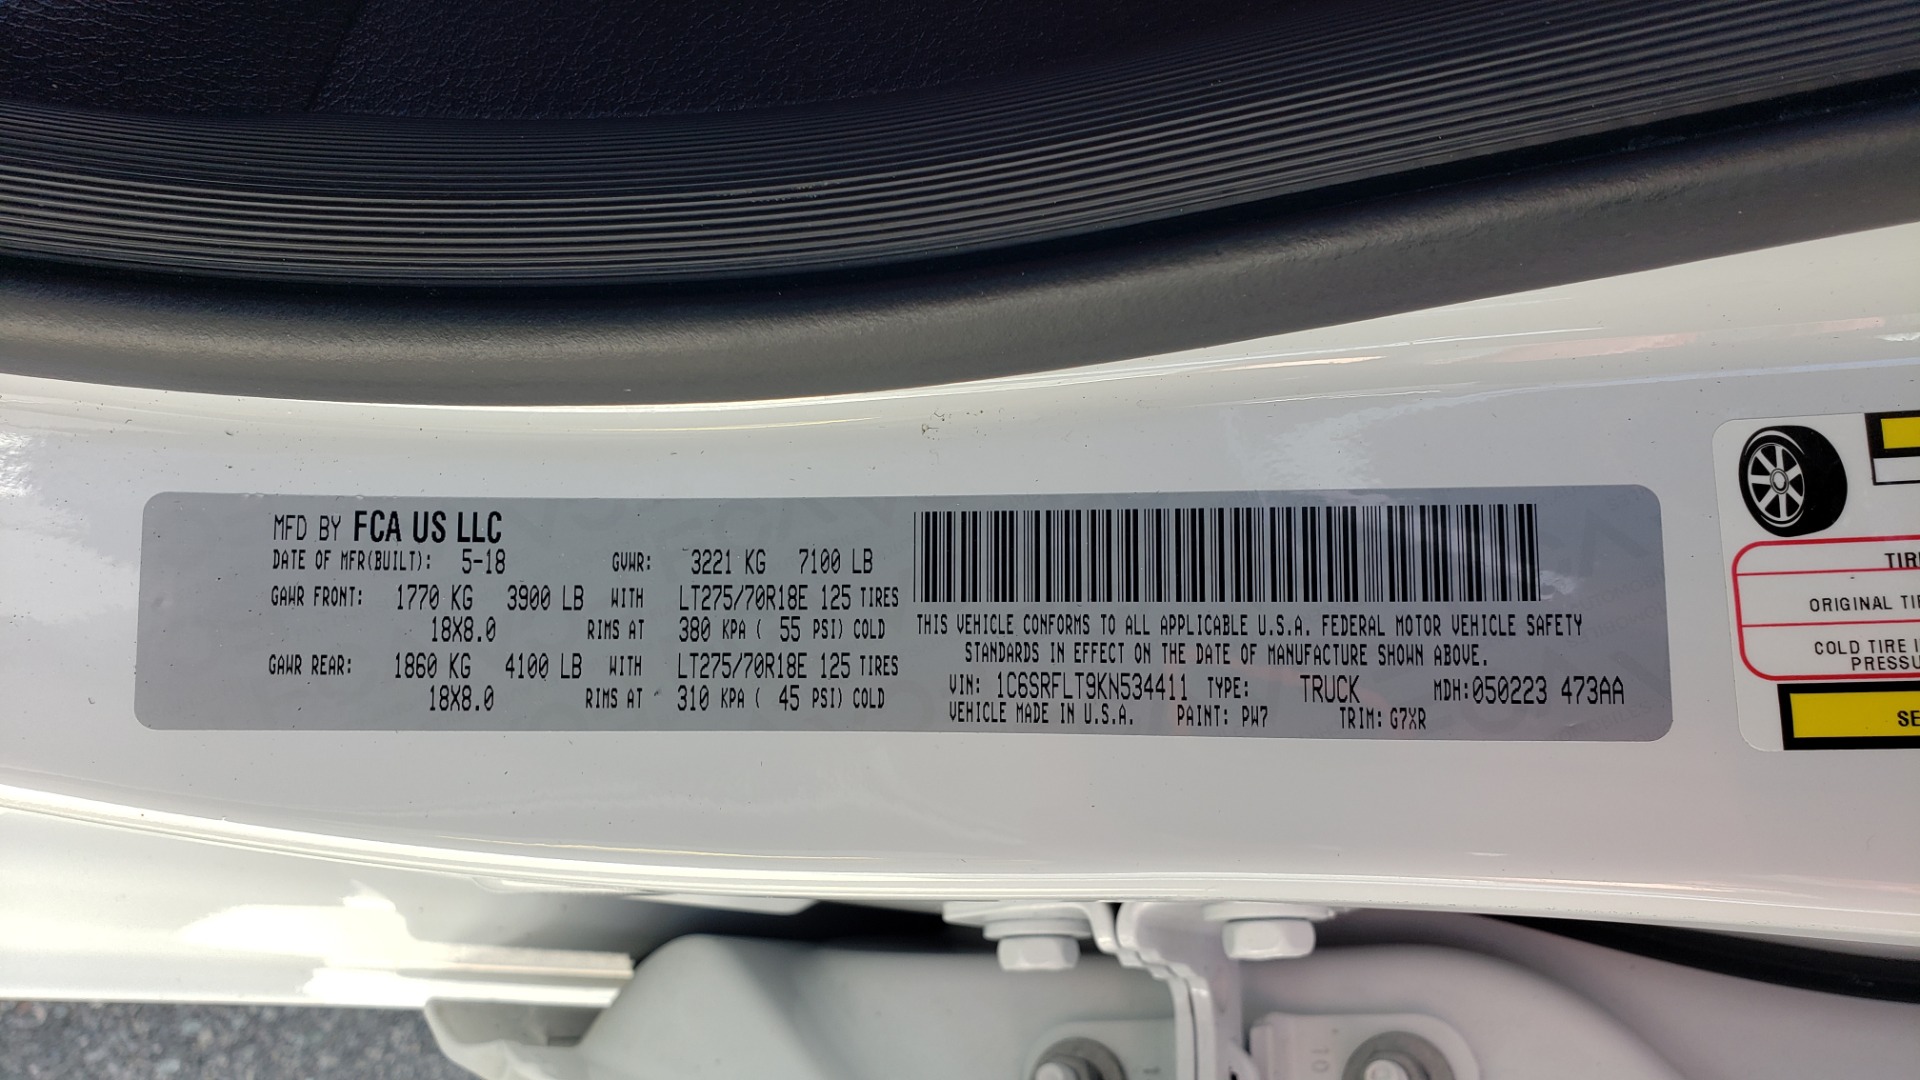 MFD BY FCA US LLC
DATE OF MFR(BUILT): 5-18 GVWR: 3221 KG 7100 LB
GAWR FRONT: 1770 KG 3900 LB WITH LT275/70R18E 125 TIRES
18X8.0 RIMS AT 380 KPA ( 55 PSI) COLD
GAWR REAR: 1860 KG 4100 LB WITH LT275/70R18E 125 TIRES
18X8.0 RIMS AT 310 KPA ( 45 PSI) COLD
THIS VEHICLE CONFORMS TO ALL APPLICABLE U.S.A. FEDERAL MOTOR VEHICLE SAFETY
STANDARDS IN EFFECT ON THE DATE OF MANUFACTURE SHOWN ABOVE.
VIN: 1C6SRFLT9KN534411 TYPE: TRUCK MDH:050223 473AA
VEHICLE MADE IN U.S.A. PAINT: PW7 TRIM: G7XR
ORIGINAL
COLD TIRE
10